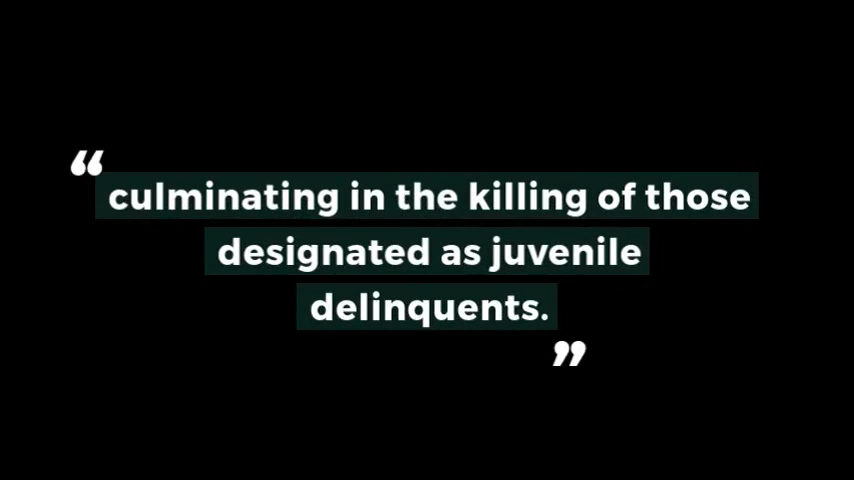 “
culminating in the killing of those
designated as juvenile
delinquents.
”